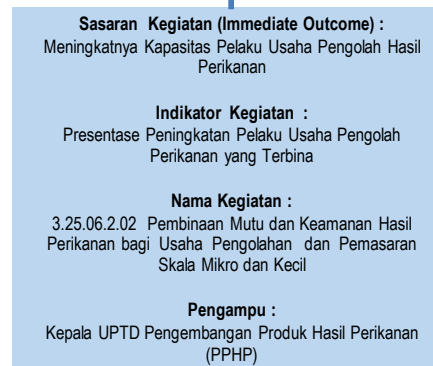 Sasaran Kegiatan (Immediate Outcome) :
Meningkatnya Kapasitas Pelaku Usaha Pengolah Hasil
Perikanan
Indikator Kegiatan :
Presentase Peningkatan Pelaku Usaha Pengolah
Perikanan yang Terbina
Nama Kegiatan :
3.25.06.2.02 Pembinaan Mutu dan Keamanan Hasil
Perikanan bagi Usaha Pengolahan dan Pemasaran
Skala Mikro dan Kecil
Pengampu :
Kepala UPTD Pengembangan Produk Hasil Perikanan
(PPHP)